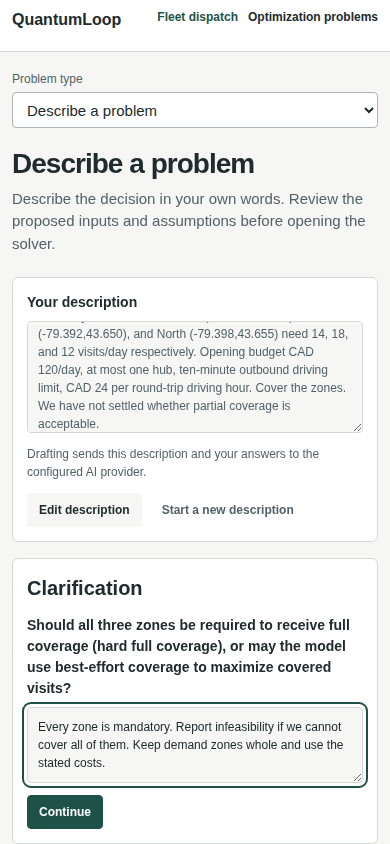 QuantumLoop
Fleet dispatch Optimization problems
Problem type
Describe a problem
Describe a problem
Describe the decision in your own words. Review the
proposed inputs and assumptions before opening the
solver.
Your description
(-79.392,43.650), and North (-79.398,43.655) need 14, 18,
and 12 visits/day respectively. Opening budget CAD
120/day, at most one hub, ten-minute outbound driving
limit, CAD 24 per round-trip driving hour. Cover the zones.
We have not settled whether partial coverage is
acceptable.
Drafting sends this description and your answers to the
configured AI provider.
Edit description Start a new description
Clarification
Should all three zones be required to receive full
coverage (hard full coverage), or may the model
use best-effort coverage to maximize covered
visits?
Every zone is mandatory. Report infeasibility if we cannot
cover all of them. Keep demand zones whole and use the
stated costs.
Continue